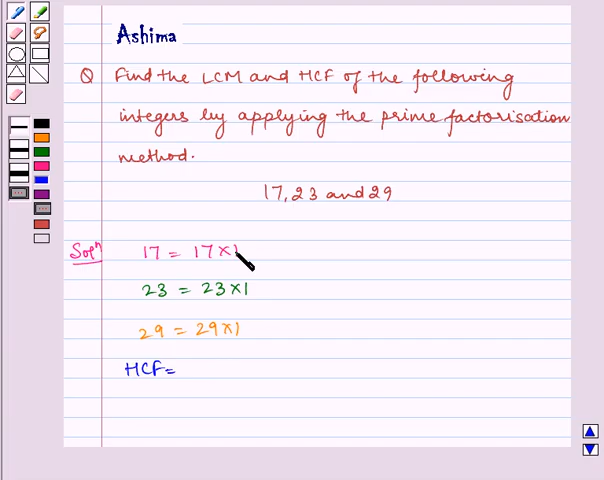 Ashima
Q Find the LCM and HCF of the following
integers by applying the prime factorisation
method.
17, 23 and 29
Solⁿ 17 = 17×1
23 = 23×1
29 = 29×1
HCF=